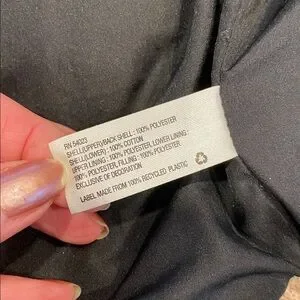 RN 54023
SHELL(UPPER)/BACK SHELL : 100% POLYESTER
SHELL(LOWER) : 100% COTTON
UPPER LINING : 100% POLYESTER, LOWER LINING :
100% POLYESTER, FILLING : 100% POLYESTER
EXCLUSIVE OF DECORATION
LABEL MADE FROM 100% RECYCLED PLASTIC